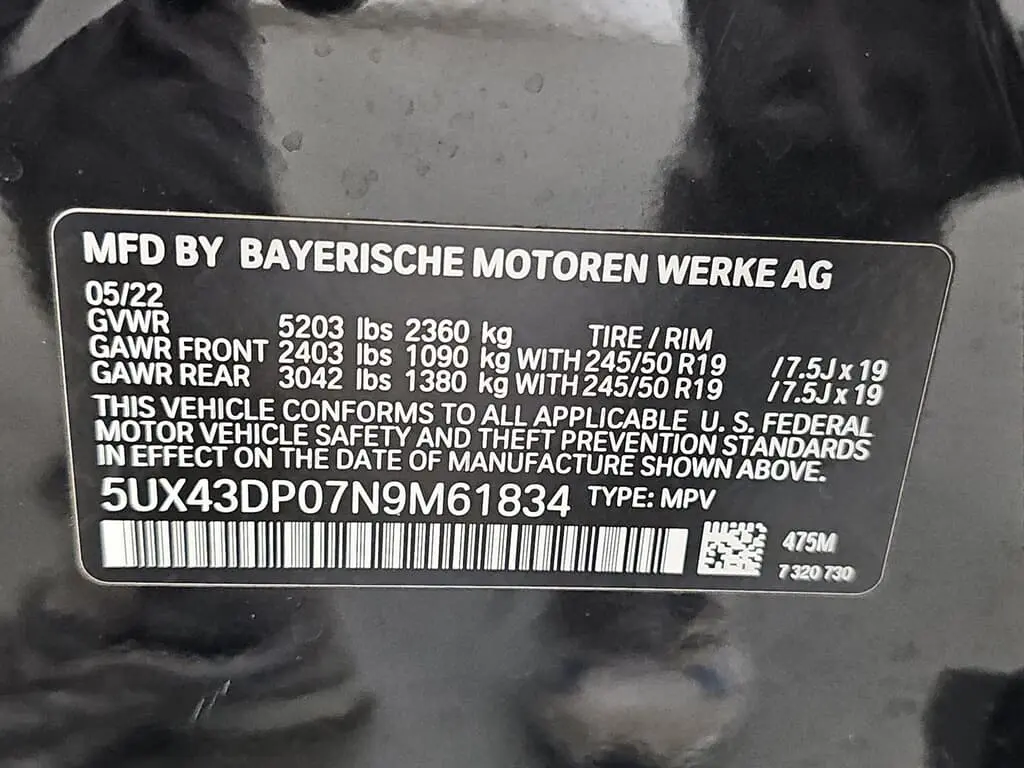 MFD BY BAYERISCHE MOTOREN WERKE AG
05/22
GVWR 5203 lbs 2360 kg TIRE / RIM
GAWR FRONT 2403 lbs 1090 kg WITH 245/50 R19 /7.5J x 19
GAWR REAR 3042 lbs 1380 kg WITH 245/50 R19 /7.5J x 19
THIS VEHICLE CONFORMS TO ALL APPLICABLE U. S. FEDERAL
MOTOR VEHICLE SAFETY AND THEFT PREVENTION STANDARDS
IN EFFECT ON THE DATE OF MANUFACTURE SHOWN ABOVE.
5UX43DP07N9M61834 TYPE: MPV
475M
7 320 730